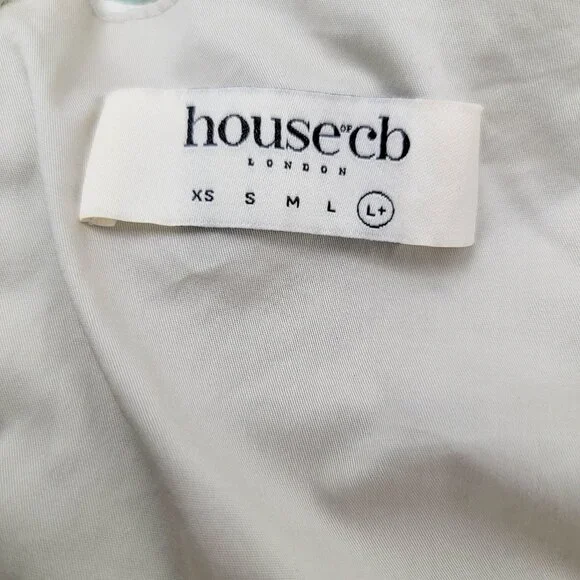 house OF cb
LONDON
XS S M L L+